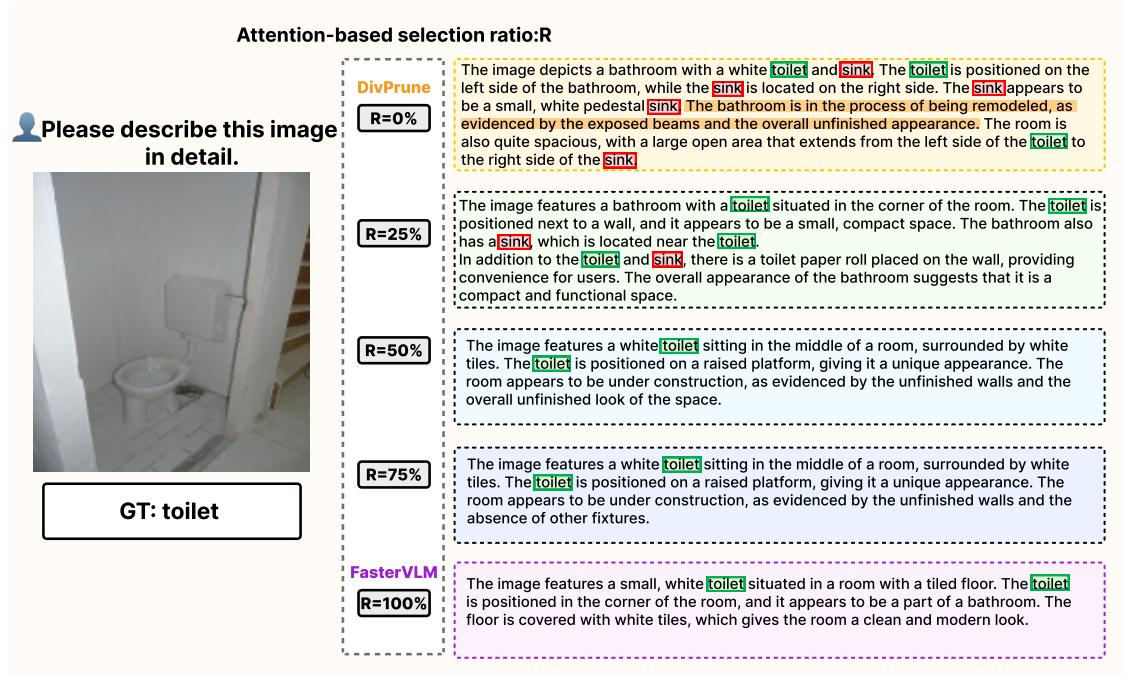 Attention-based selection ratio:R
Please describe this image
in detail.
GT: toilet
DivPrune
R=0%
The image depicts a bathroom with a white toilet and sink. The toilet is positioned on the
left side of the bathroom, while the sink is located on the right side. The sink appears to
be a small, white pedestal sink. The bathroom is in the process of being remodeled, as
evidenced by the exposed beams and the overall unfinished appearance. The room is
also quite spacious, with a large open area that extends from the left side of the toilet to
the right side of the sink.
R=25%
The image features a bathroom with a toilet situated in the corner of the room. The toilet is
positioned next to a wall, and it appears to be a small, compact space. The bathroom also
has a sink, which is located near the toilet.
In addition to the toilet and sink, there is a toilet paper roll placed on the wall, providing
convenience for users. The overall appearance of the bathroom suggests that it is a
compact and functional space.
R=50%
The image features a white toilet sitting in the middle of a room, surrounded by white
tiles. The toilet is positioned on a raised platform, giving it a unique appearance. The
room appears to be under construction, as evidenced by the unfinished walls and the
overall unfinished look of the space.
R=75%
The image features a white toilet sitting in the middle of a room, surrounded by white
tiles. The toilet is positioned on a raised platform, giving it a unique appearance. The
room appears to be under construction, as evidenced by the unfinished walls and the
absence of other fixtures.
FasterVLM
R=100%
The image features a small, white toilet situated in a room with a tiled floor. The toilet
is positioned in the corner of the room, and it appears to be a part of a bathroom. The
floor is covered with white tiles, which gives the room a clean and modern look.